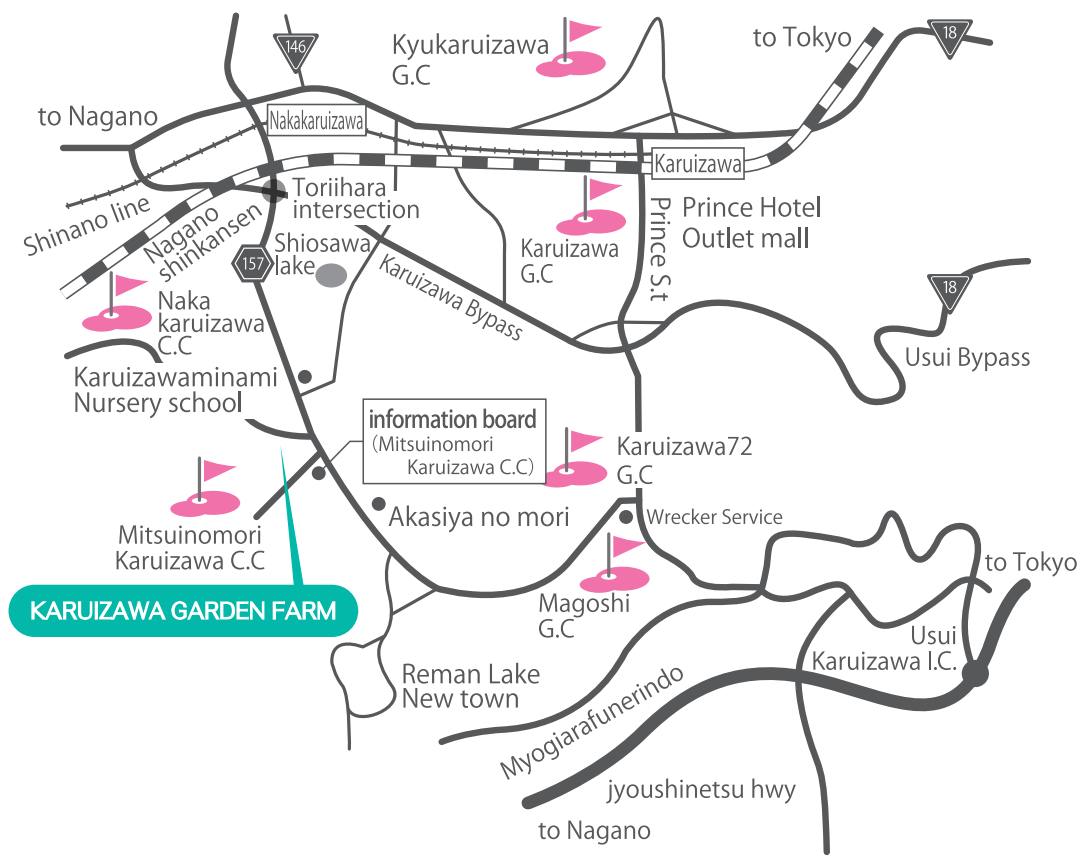 146
Kyukaruizawa
G.C
to Tokyo
18
to Nagano
Nakakaruizawa
Karuizawa
Shinano line
Nagano
shinkansen
Toriihara
intersection
Karuizawa
G.C
Prince S.t
Prince Hotel
Outlet mall
157
Shiosawa
lake
Karuizawa Bypass
18
Usui Bypass
Naka
karuizawa
C.C
Karuizawaminami
Nursery school
information board
(Mitsuinomori
Karuizawa C.C)
Karuizawa72
G.C
Mitsuinomori
Karuizawa C.C
Akasiya no mori
Wrecker Service
to Tokyo
KARUIZAWA GARDEN FARM
Magoshi
G.C
Usui
Karuizawa I.C.
Reman Lake
New town
Myogiarafunerindo
jyoushinetsu hwy
to Nagano